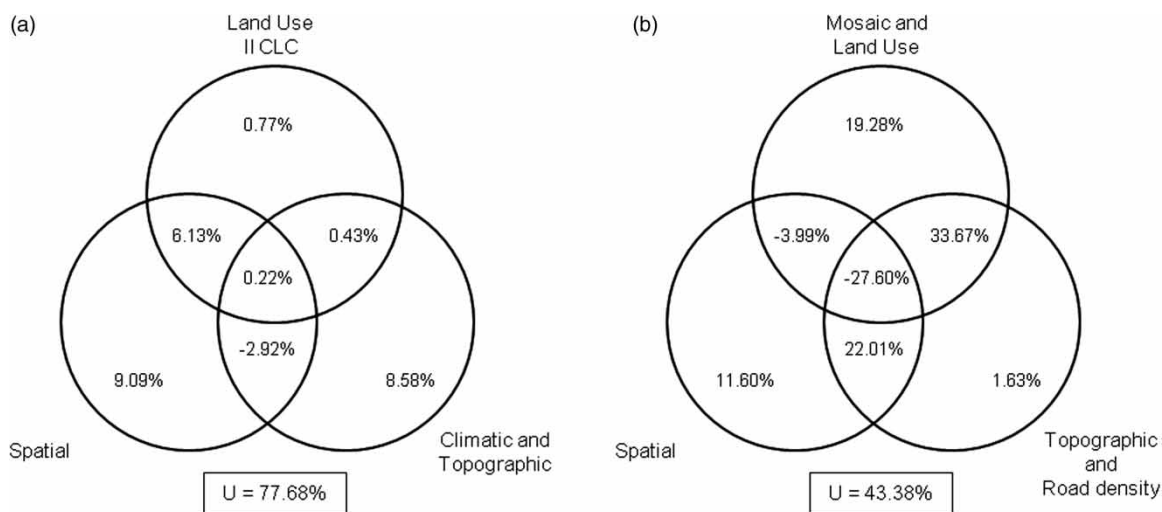 (a)
Land Use
II CLC
0.77%
6.13%
0.43%
0.22%
-2.92%
9.09%
8.58%
Spatial
Climatic and
Topographic
U = 77.68%
(b)
Mosaic and
Land Use
19.28%
-3.99%
33.67%
-27.60%
22.01%
11.60%
1.63%
Spatial
Topographic
and
Road density
U = 43.38%